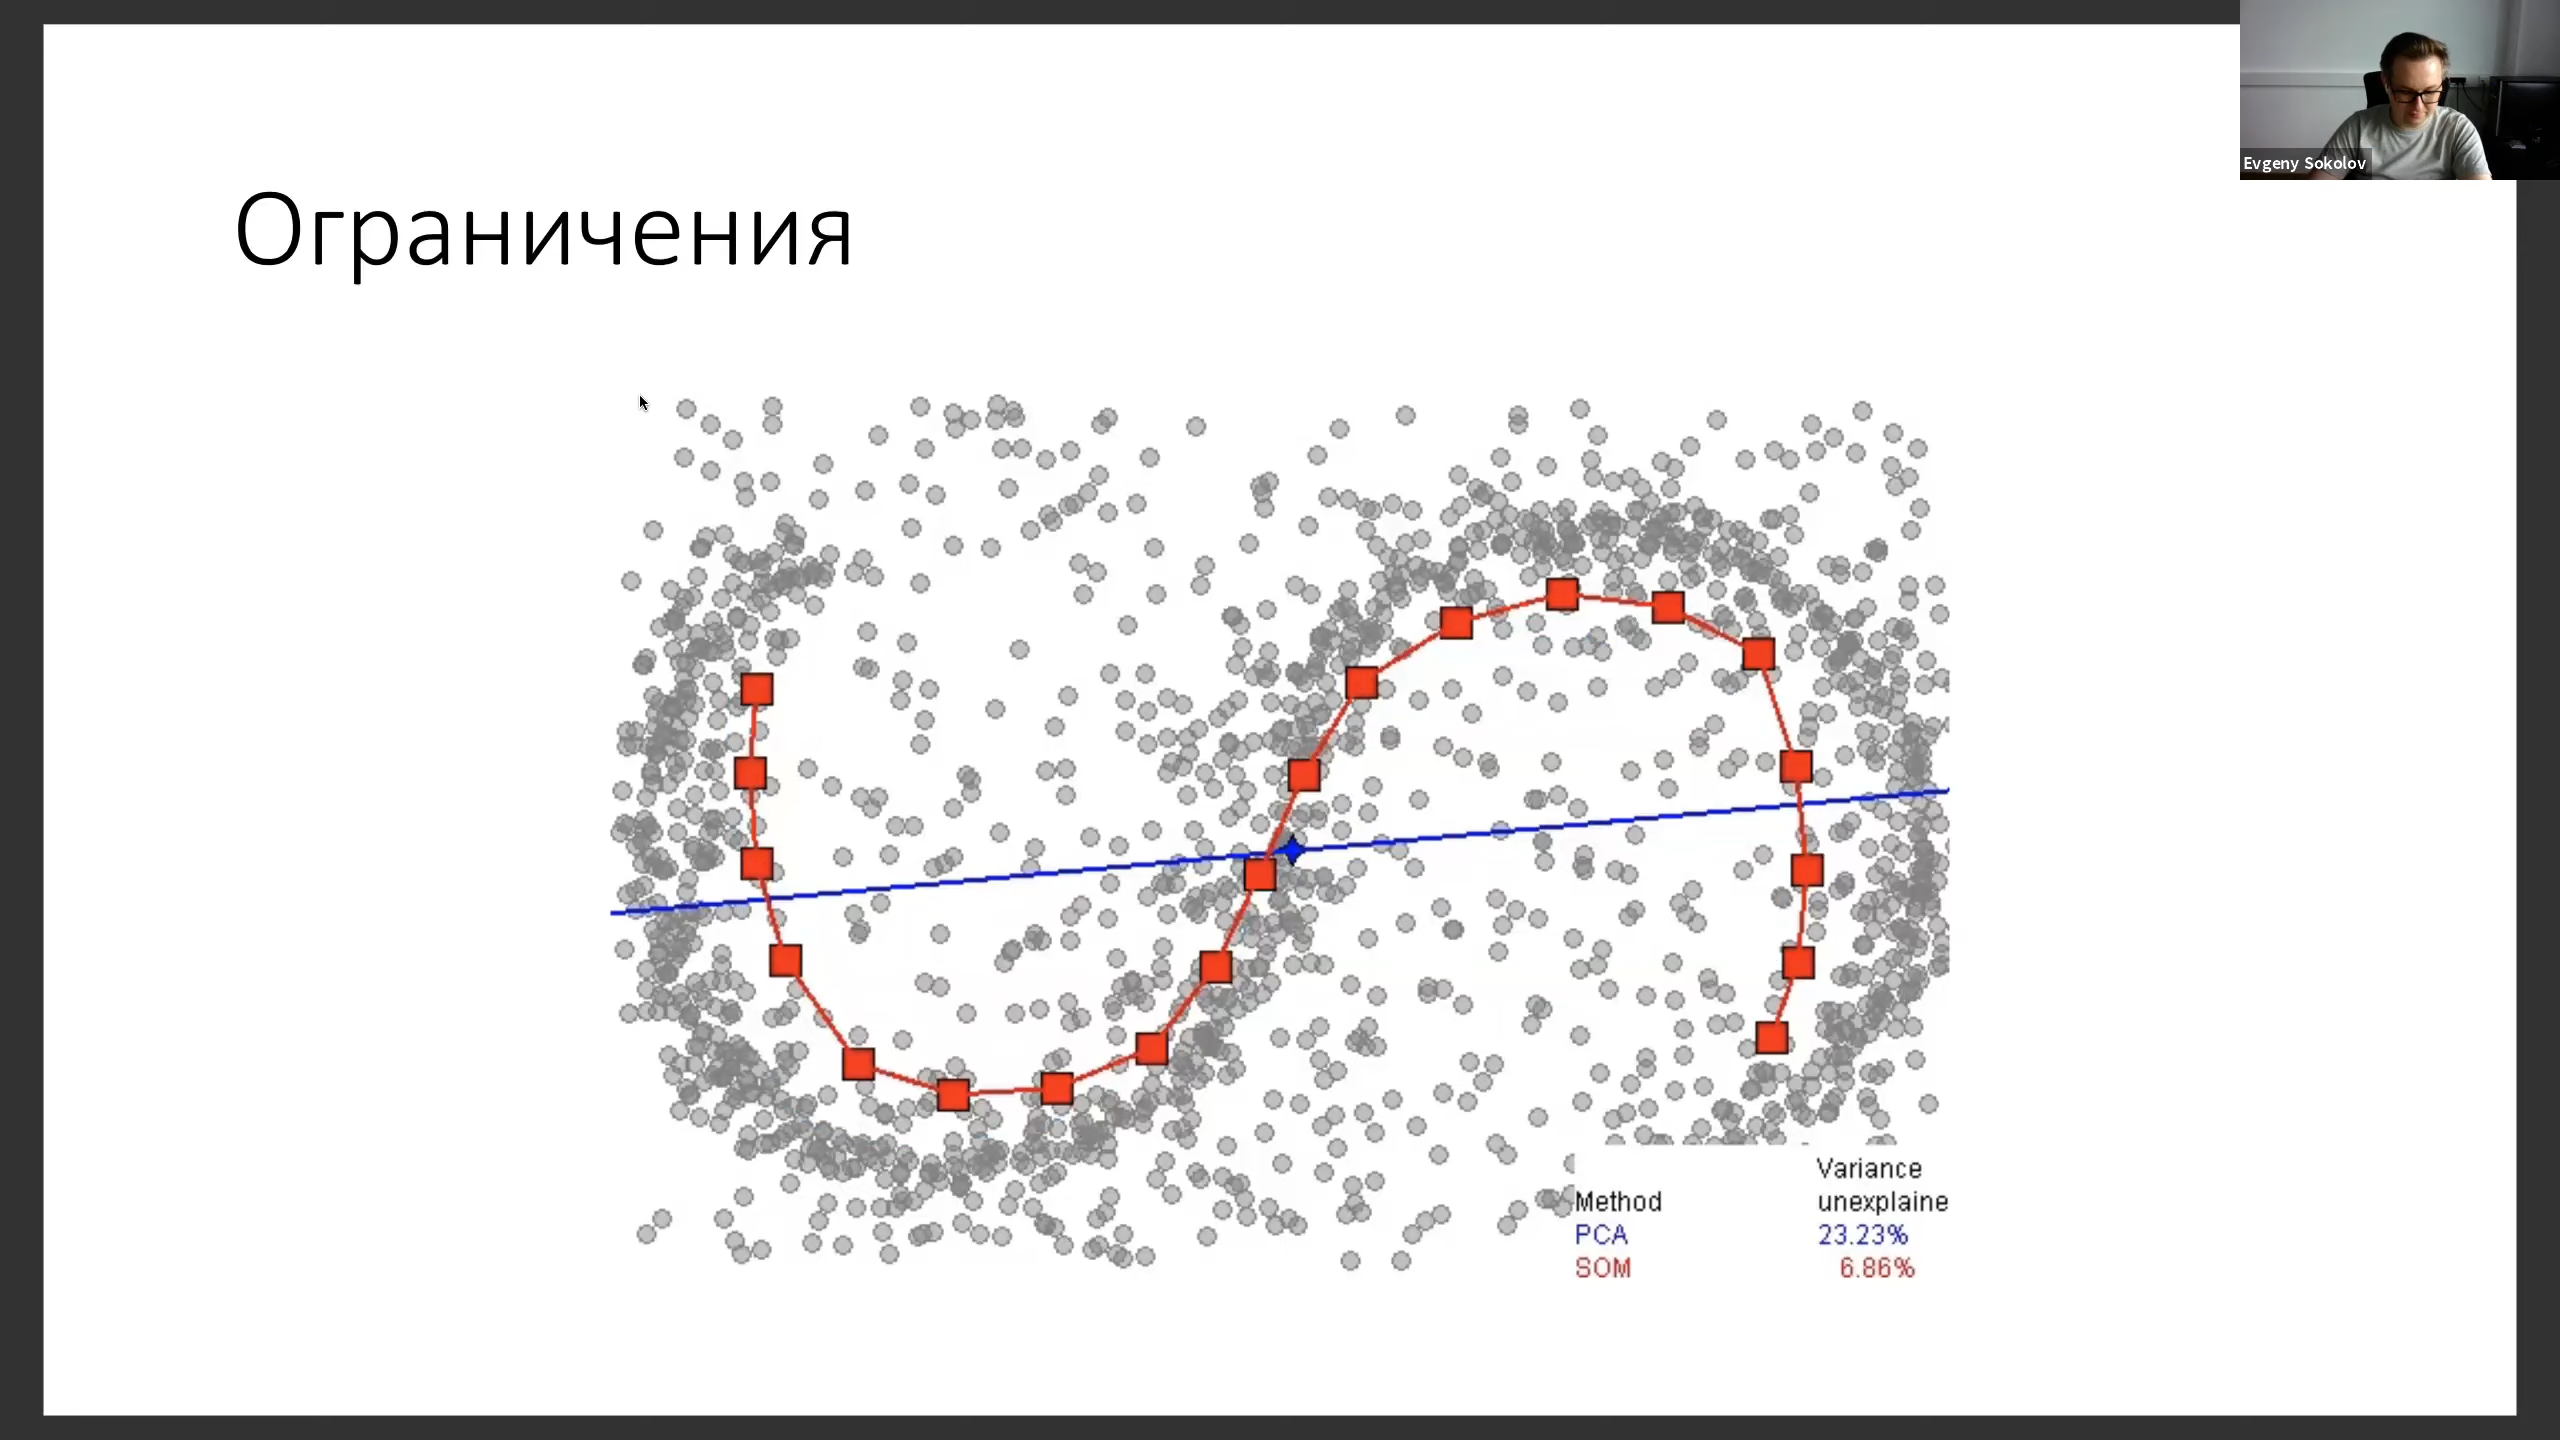 Evgeny Sokolov
Ограничения
Variance
Method unexplaine
PCA 23.23%
SOM 6.86%